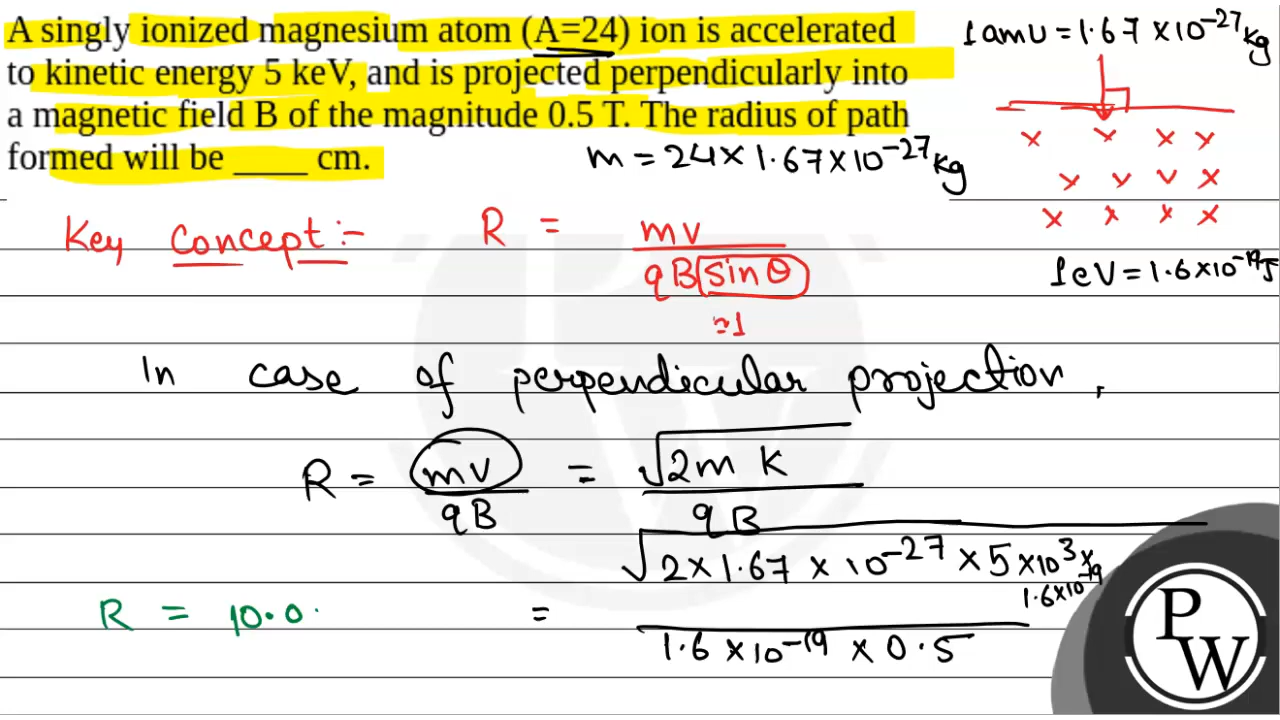 A singly ionized magnesium atom (A=24) ion is accelerated
to kinetic energy 5 keV, and is projected perpendicularly into
a magnetic field B of the magnitude 0.5 T. The radius of path
formed will be ____ cm.
1 amu = 1.67 × 10⁻²⁷ kg
m = 24 × 1.67 × 10⁻²⁷ kg
× × × ×
× × × ×
× × × ×
1 eV = 1.6 × 10⁻¹⁹ J
Key Concept :- R = mv / qB sin θ
=1
In case of perpendicular projection,
R = mv / qB = √2m K / qB
= √2 × 1.67 × 10⁻²⁷ × 5 × 10³ × 1.6 × 10⁻¹⁹ / 1.6 × 10⁻¹⁹ × 0.5
R = 10.0
PW